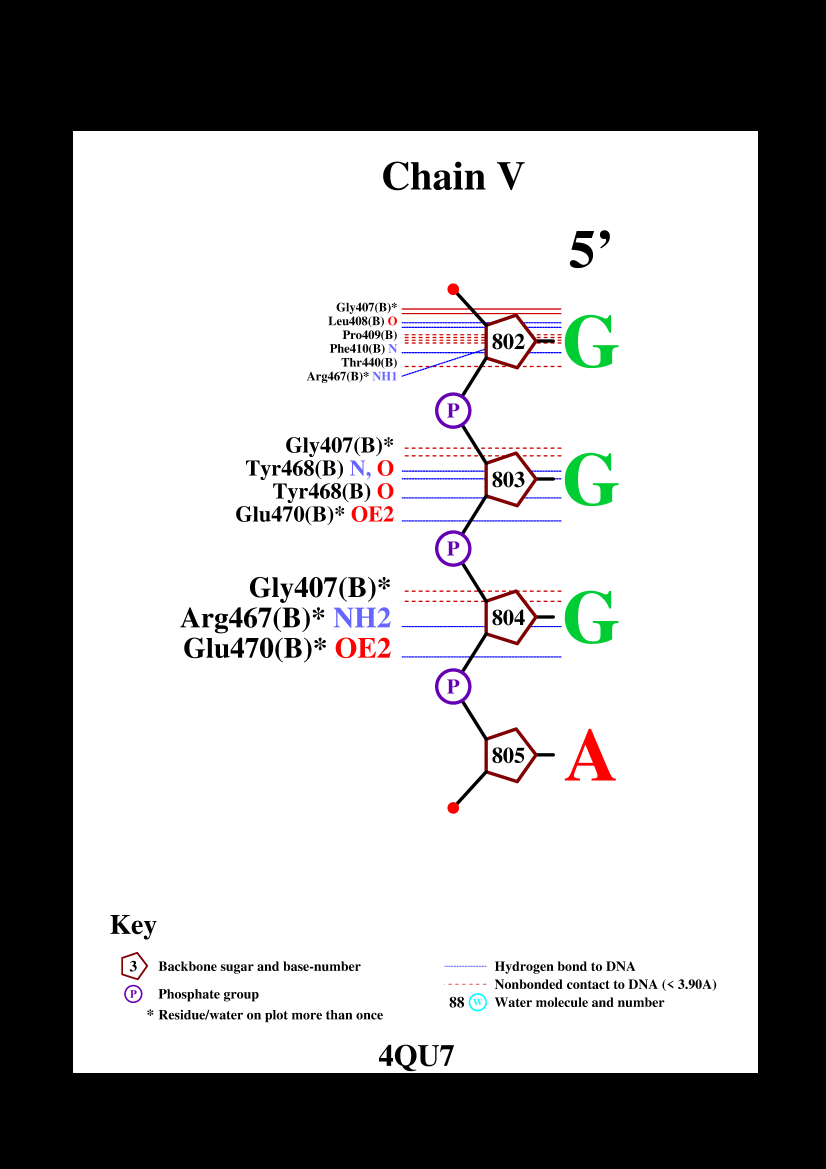 Chain V
5’
Gly407(B)*
Leu408(B) O
Pro409(B)
Phe410(B) N
Thr440(B)
Arg467(B)* NH1
802
G
P
Gly407(B)*
Tyr468(B) N, O
Tyr468(B) O
Glu470(B)* OE2
803
G
P
Gly407(B)*
Arg467(B)* NH2
Glu470(B)* OE2
804
G
P
805
A
Key
3 Backbone sugar and base-number
P Phosphate group
* Residue/water on plot more than once
Hydrogen bond to DNA
Nonbonded contact to DNA (< 3.90A)
88 W Water molecule and number
4QU7